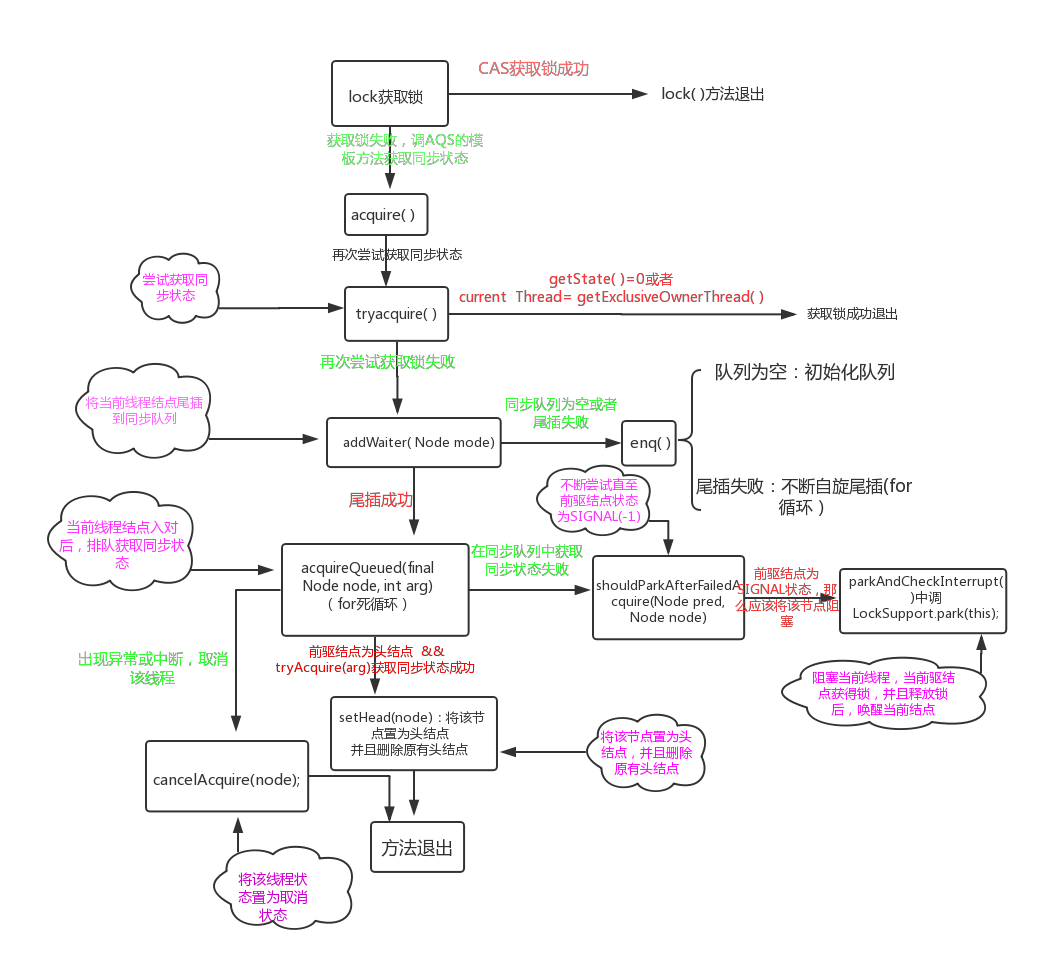 CAS获取锁成功
lock获取锁
lock( )方法退出
获取锁失败，调AQS的模
板方法获取同步状态
acquire( )
再次尝试获取同步状态
尝试获取同
步状态
getState( )=0或者
current Thread= getExclusiveOwnerThread( )
tryacquire( )
获取锁成功退出
再次尝试获取锁失败
队列为空：初始化队列
将当前线程结点尾插
到同步队列
同步队列为空或者
尾插失败
addWaiter( Node mode)
enq( )
尾插成功
不断尝试直至
前驱结点状态
为SIGNAL(-1)
尾插失败：不断自旋尾插(for
循环 )
当前线程结点入对
后，排队获取同步状
态
acquireQueued(final
Node node, int arg)
（ for死循环 ）
在同步队列中获取
同步状态失败
shouldParkAfterFailedA
cquire(Node pred,
Node node)
前驱结点为
SIGNAL状态，那
么应该将该节点阻
塞
parkAndCheckInterrupt(
)中调
LockSupport.park(this);
前驱结点为头结点 &&
tryAcquire(arg)获取同步状态成功
出现异常或中断，取消
该线程
阻塞当前线程，当前驱结
点获得锁，并且释放锁
后，唤醒当前结点
setHead(node)：将该节
点置为头结点
并且删除原有头结点
将该节点置为头
结点，并且删除
原有头结点
cancelAcquire(node);
方法退出
将该线程状
态置为取消
状态